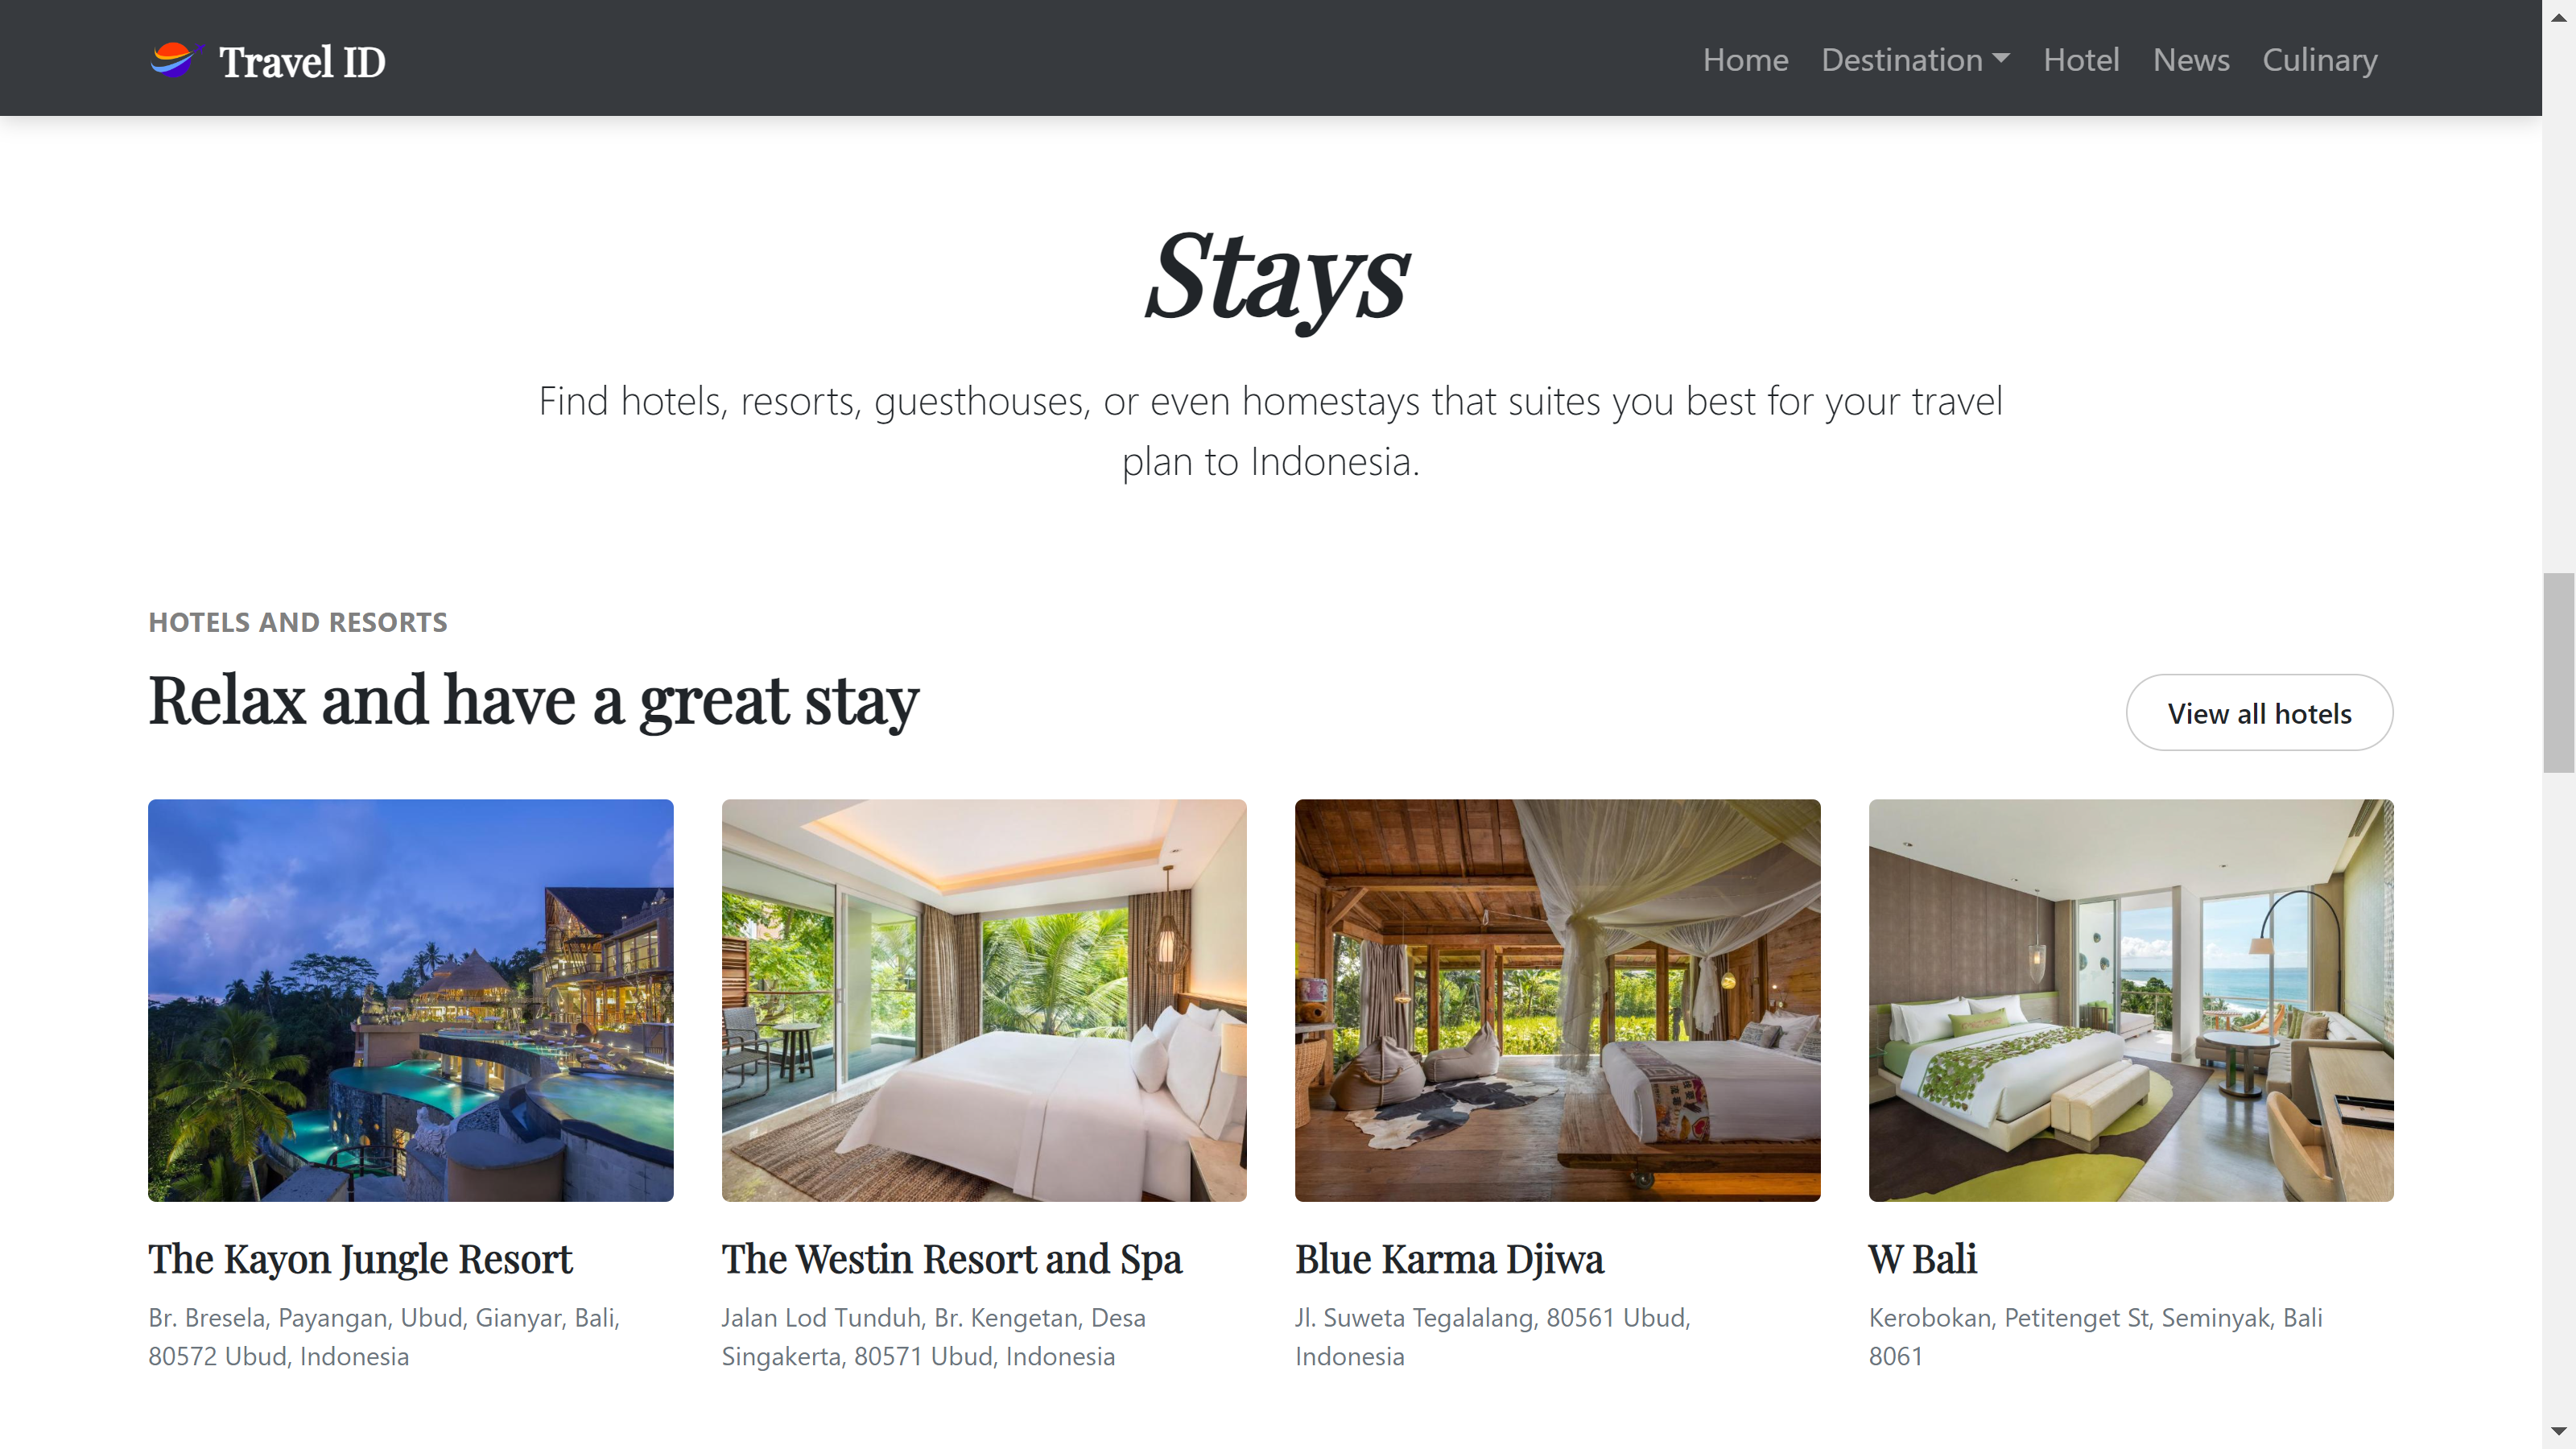 Travel ID
Home Destination Hotel News Culinary
Stays
Find hotels, resorts, guesthouses, or even homestays that suites you best for your travel
plan to Indonesia.
HOTELS AND RESORTS
Relax and have a great stay
View all hotels
The Kayon Jungle Resort
Br. Bresela, Payangan, Ubud, Gianyar, Bali,
80572 Ubud, Indonesia
The Westin Resort and Spa
Jalan Lod Tunduh, Br. Kengetan, Desa
Singakerta, 80571 Ubud, Indonesia
Blue Karma Djiwa
Jl. Suweta Tegalalang, 80561 Ubud,
Indonesia
W Bali
Kerobokan, Petitenget St, Seminyak, Bali
8061